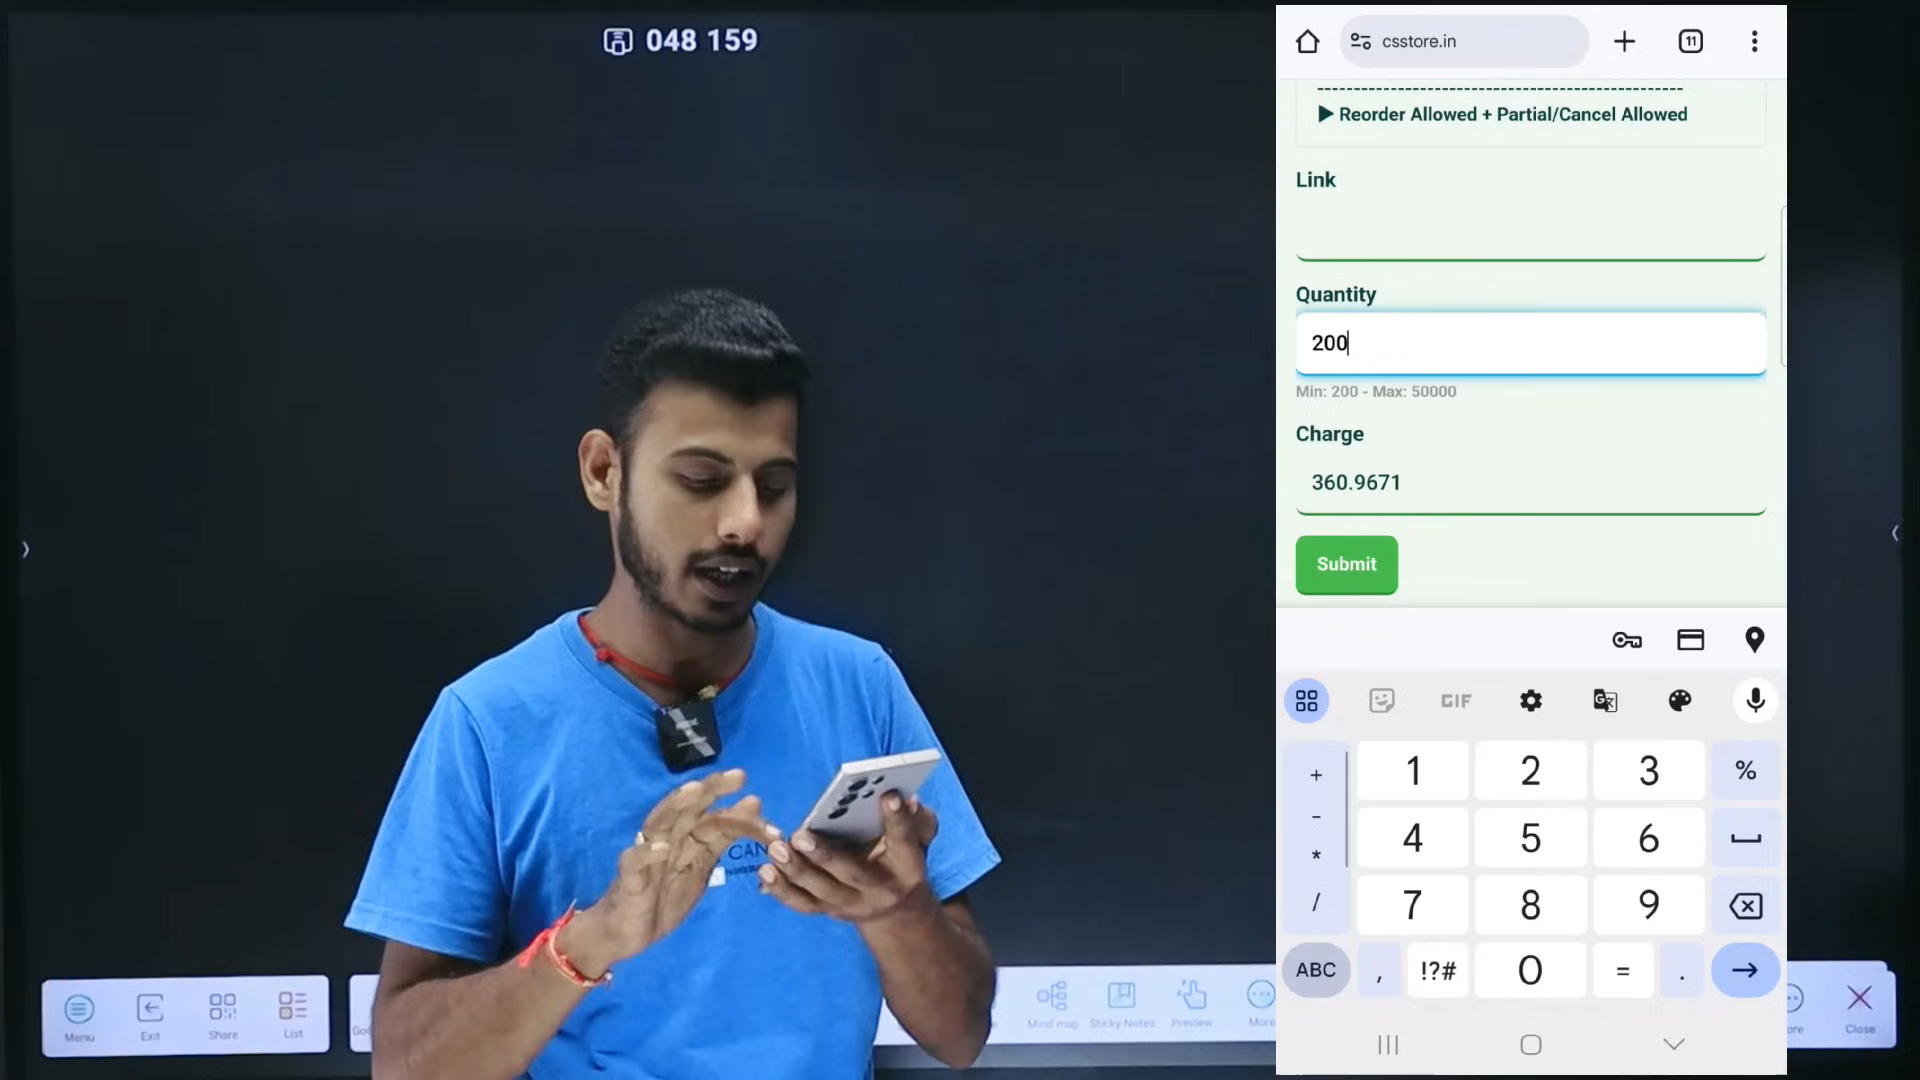 048 159
csstore.in
11
▶ Reorder Allowed + Partial/Cancel Allowed
Link
Quantity
200
Min: 200 - Max: 50000
Charge
360.9671
Submit
GIF
+ 1 2 3 %
- 4 5 6
*
/ 7 8 9
ABC , !?# 0 = . →
CAN
Menu Exit Share List
Mind map Sticky Notes Preview More
Close